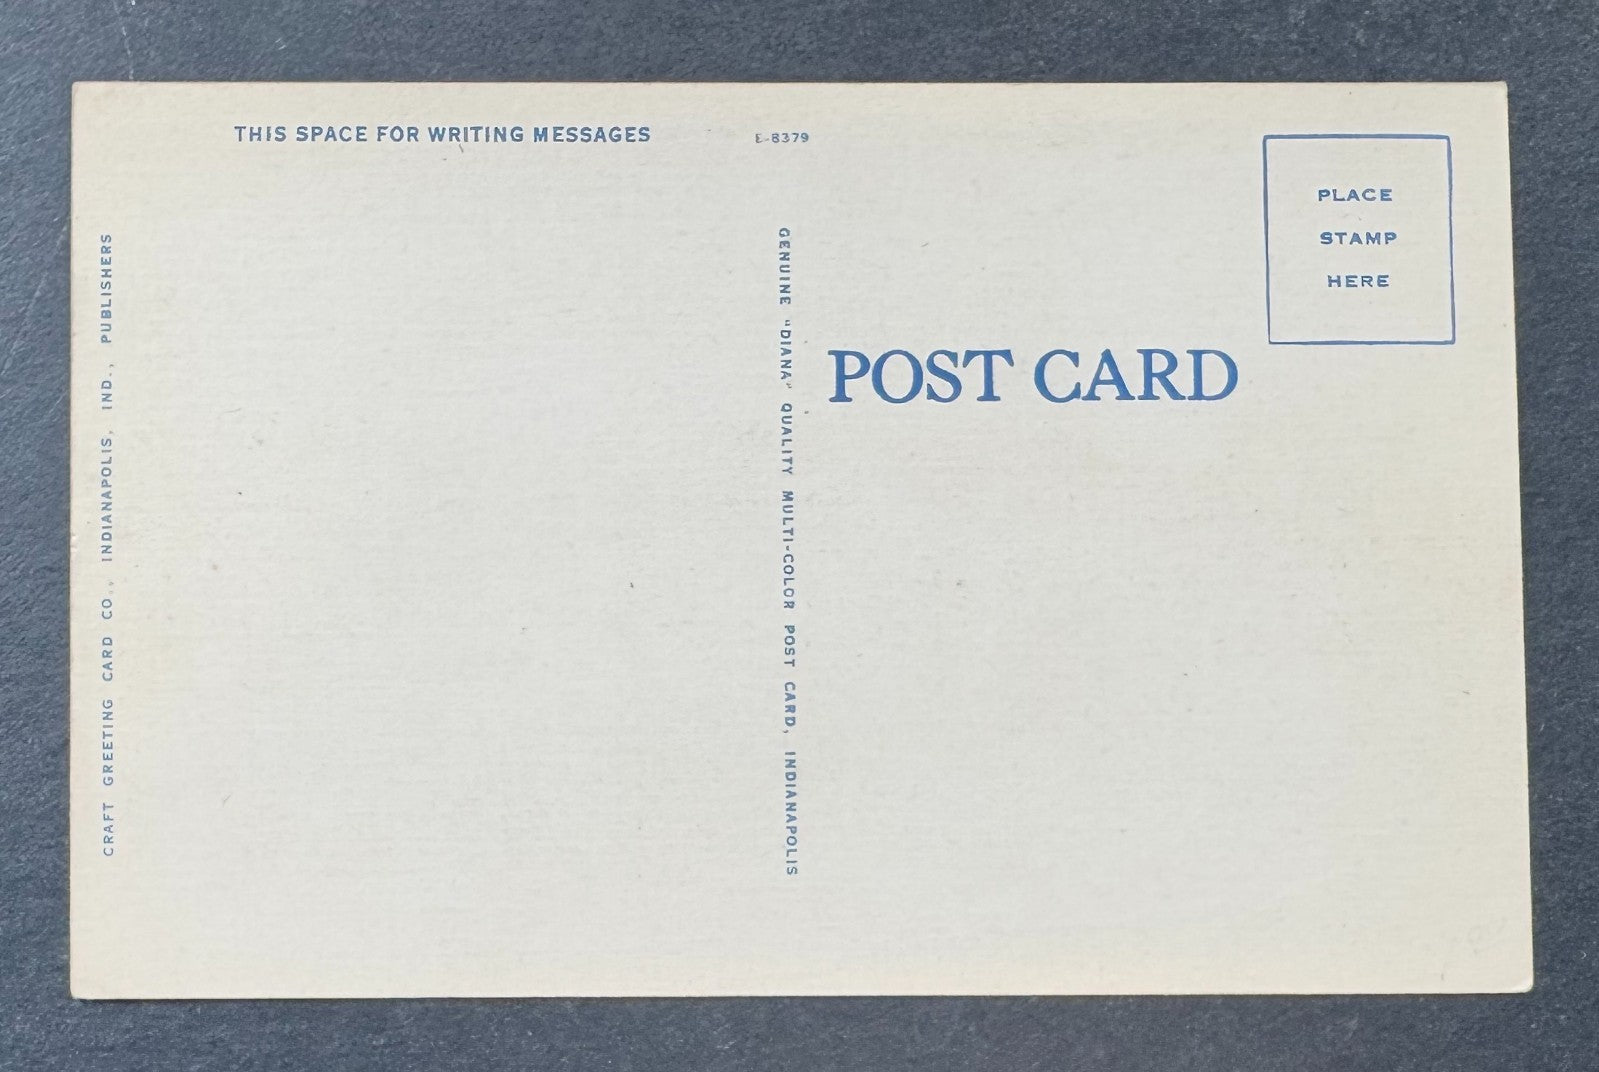 THIS SPACE FOR WRITING MESSAGES
E-8379
PLACE
STAMP
HERE
POST CARD
CRAFT GREETING CARD CO., INDIANAPOLIS, IND., PUBLISHERS
GENUINE "DIANA" QUALITY MULTI-COLOR POST CARD, INDIANAPOLIS